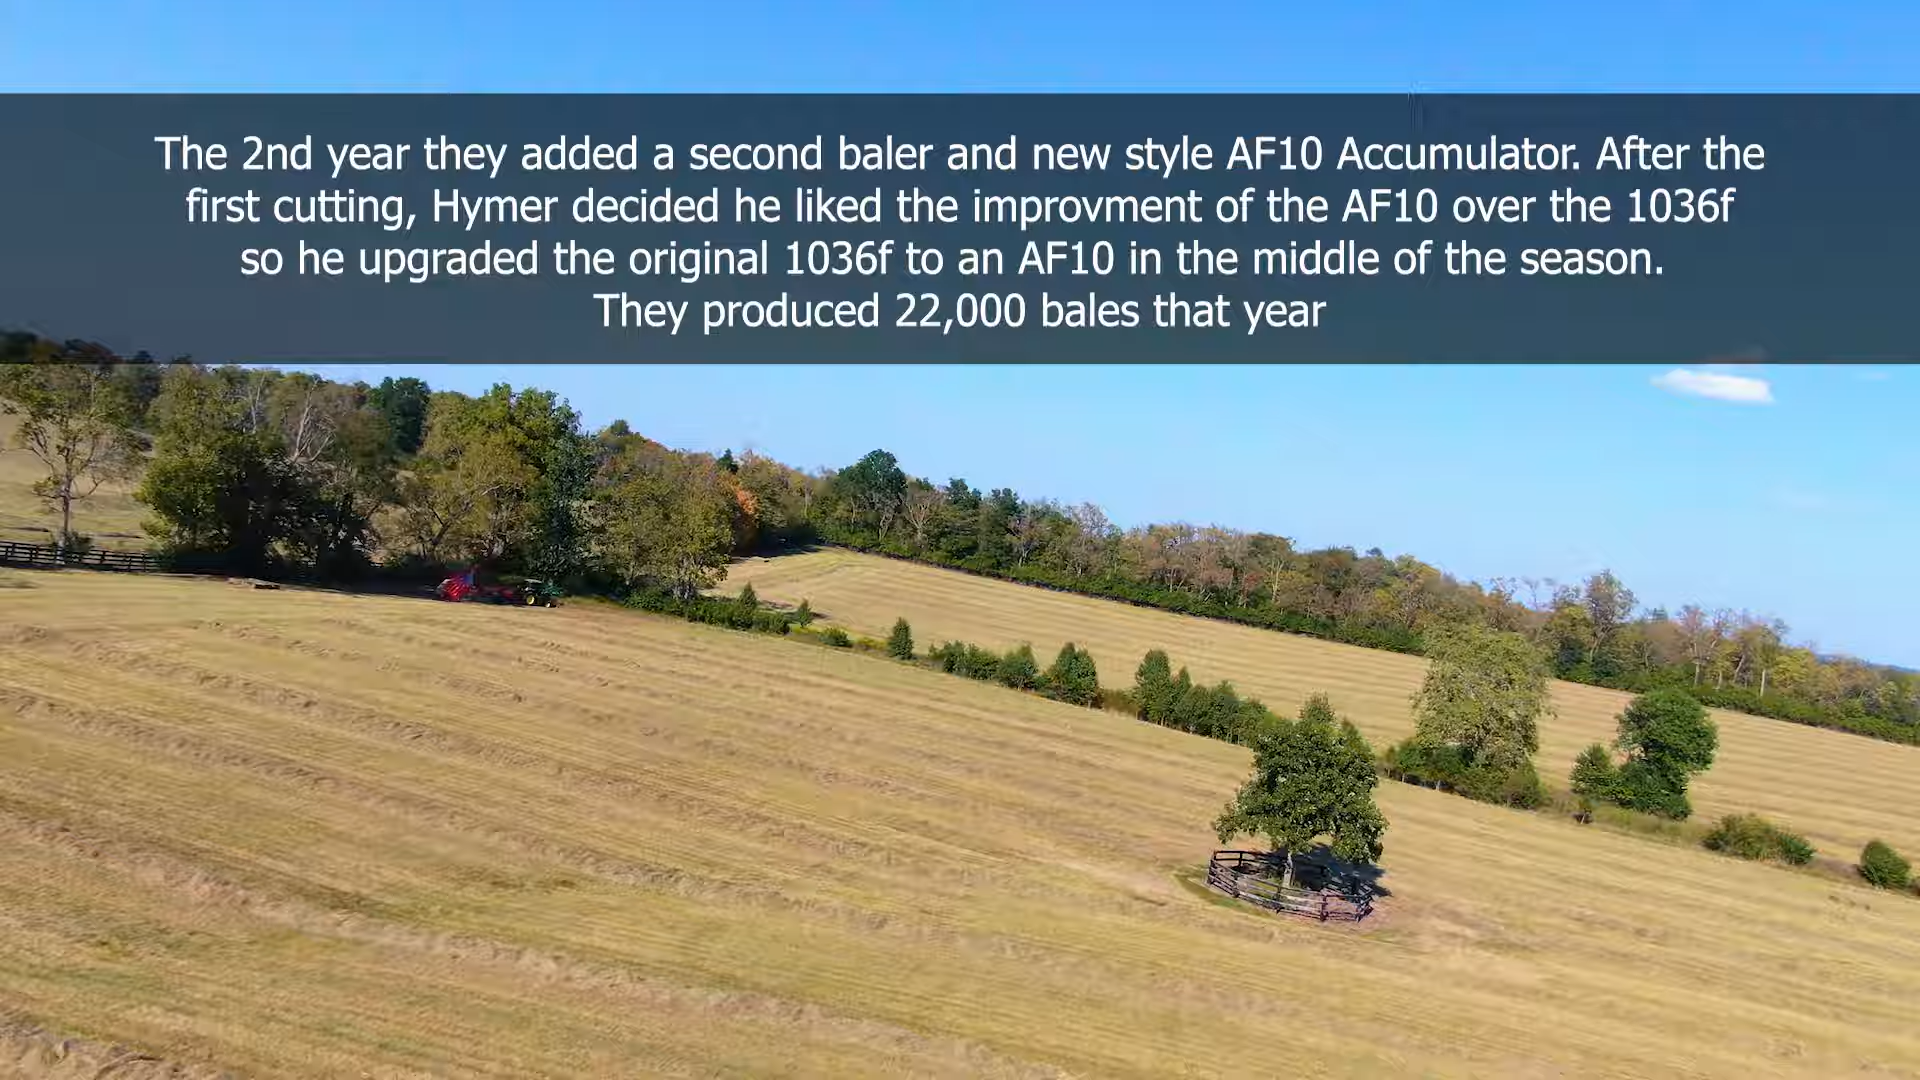 The 2nd year they added a second baler and new style AF10 Accumulator. After the
first cutting, Hymer decided he liked the improvment of the AF10 over the 1036f
so he upgraded the original 1036f to an AF10 in the middle of the season.
They produced 22,000 bales that year